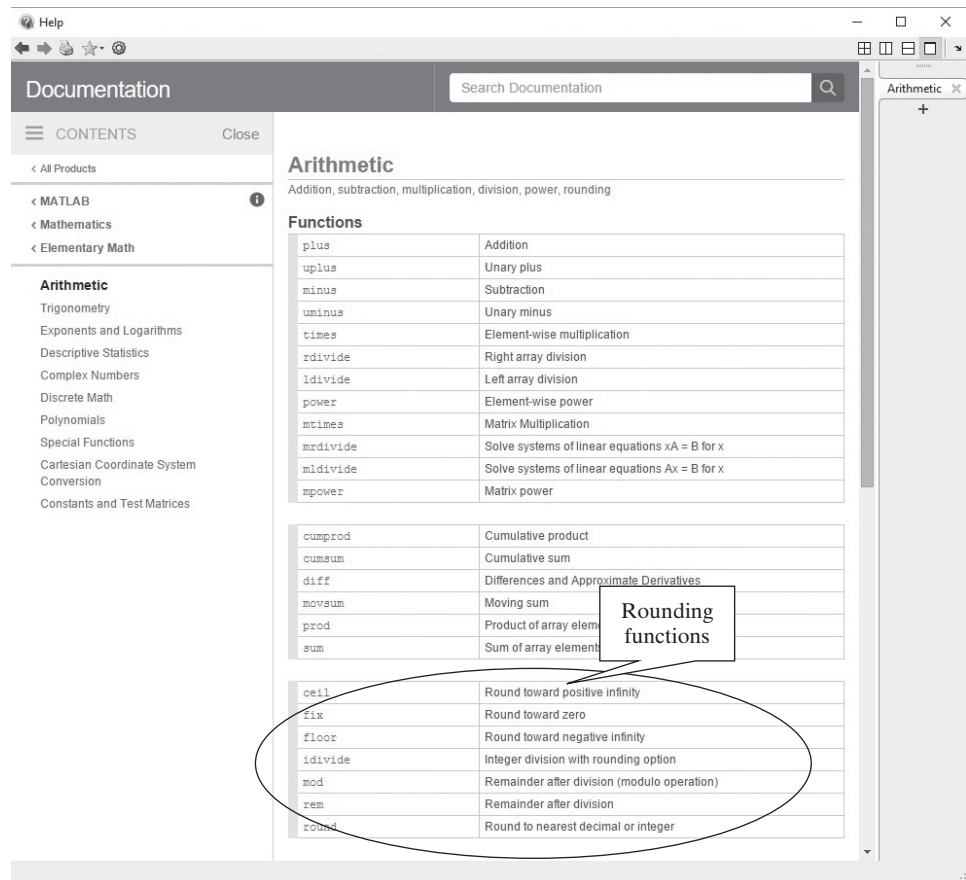 Help
Documentation
Search Documentation
Arithmetic
CONTENTS Close
< All Products
< MATLAB
< Mathematics
< Elementary Math
Arithmetic
Trigonometry
Exponents and Logarithms
Descriptive Statistics
Complex Numbers
Discrete Math
Polynomials
Special Functions
Cartesian Coordinate System
Conversion
Constants and Test Matrices
Arithmetic
Addition, subtraction, multiplication, division, power, rounding
Functions
plus Addition
uplus Unary plus
minus Subtraction
uminus Unary minus
times Element-wise multiplication
rdivide Right array division
ldivide Left array division
power Element-wise power
mtimes Matrix Multiplication
mrdivide Solve systems of linear equations xA = B for x
mldivide Solve systems of linear equations Ax = B for x
mpower Matrix power
cumprod Cumulative product
cumsum Cumulative sum
diff Differences and Approximate Derivatives
movsum Moving sum
prod Product of array
sum Sum of array
Rounding
functions
ceil Round toward positive infinity
fix Round toward zero
floor Round toward negative infinity
idivide Integer division with rounding option
mod Remainder after division (modulo operation)
rem Remainder after division
round Round to nearest decimal or integer